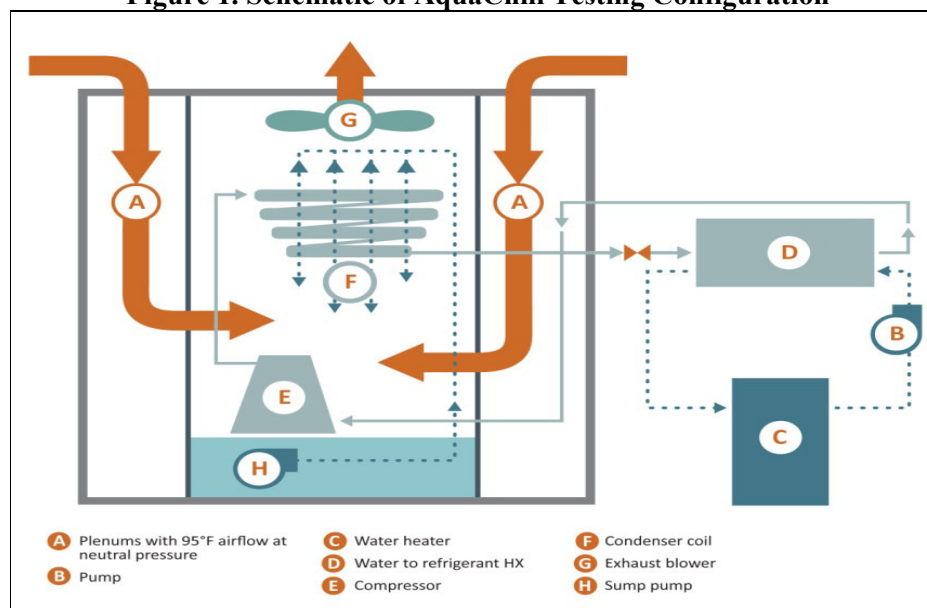 Figure 1. Schematic of AquaChill Testing Configuration
G
A
A
F
D
B
E
C
H
A Plenums with 95°F airflow at
neutral pressure
B Pump
C Water heater
D Water to refrigerant HX
E Compressor
F Condenser coil
G Exhaust blower
H Sump pump